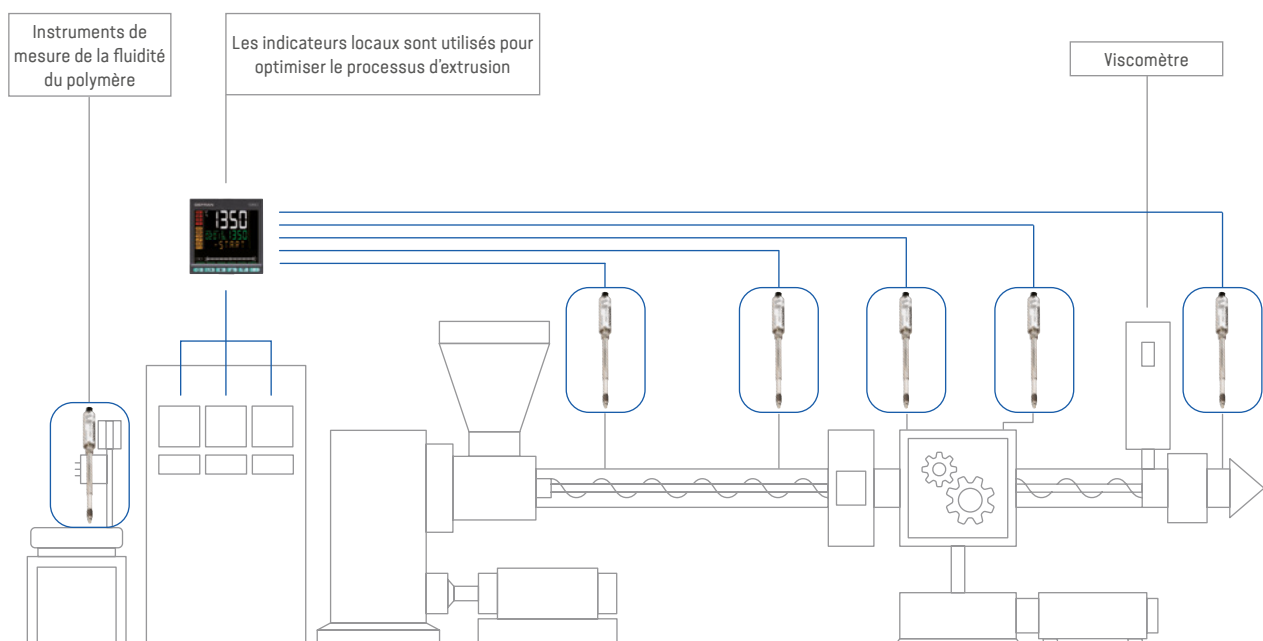 Instruments de
mesure de la fluidité
du polymère
Les indicateurs locaux sont utilisés pour
optimiser le processus d'extrusion
Viscomètre
1350
1350